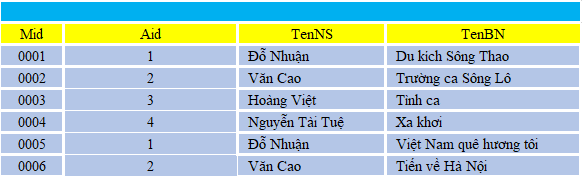 Mid Aid TenNS TenBN
0001 1 Đỗ Nhuận Du kích Sông Thao
0002 2 Văn Cao Trường ca Sông Lô
0003 3 Hoàng Việt Tình ca
0004 4 Nguyễn Tài Tuệ Xa khơi
0005 1 Đỗ Nhuận Việt Nam quê hương tôi
0006 2 Văn Cao Tiến về Hà Nội